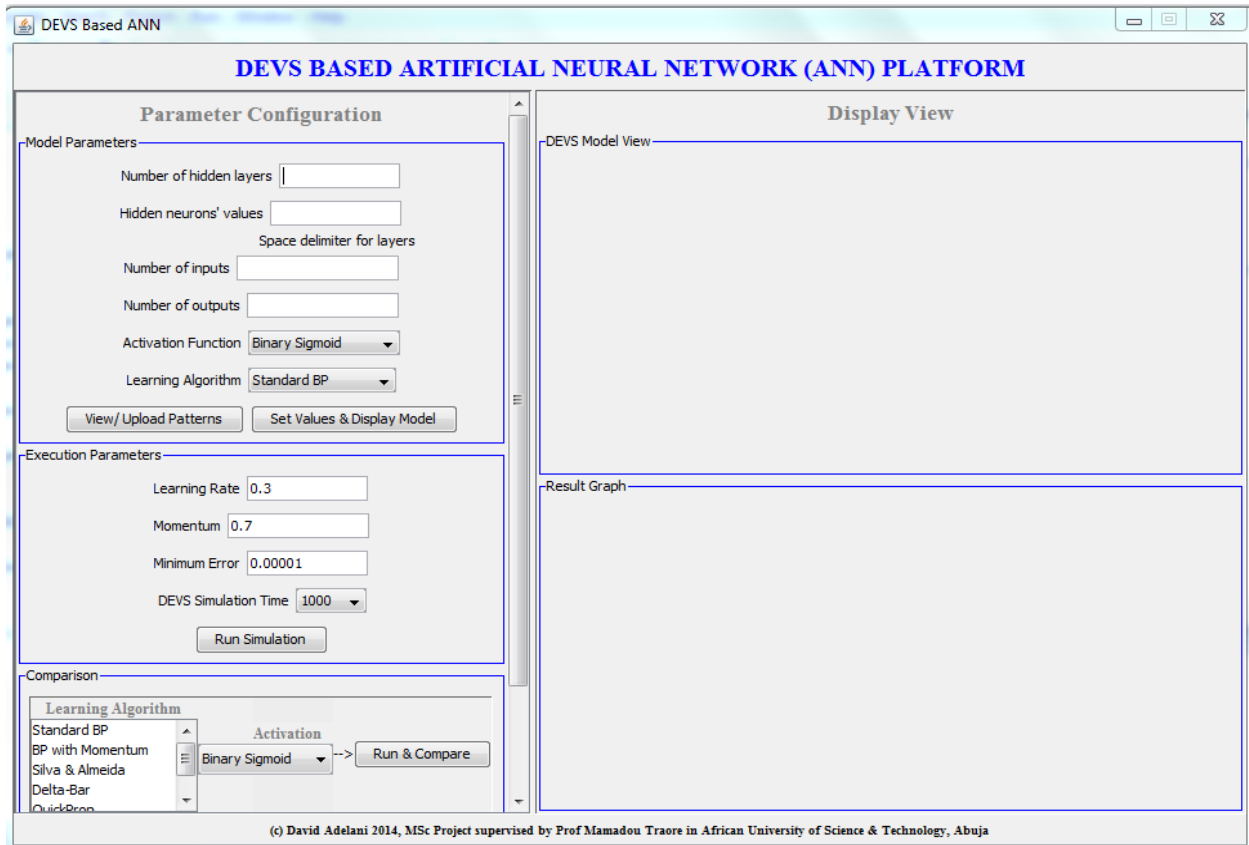 DEVS Based ANN
DEVS BASED ARTIFICIAL NEURAL NETWORK (ANN) PLATFORM
Parameter Configuration
Model Parameters
Number of hidden layers
Hidden neurons' values
Space delimiter for layers
Number of inputs
Number of outputs
Activation Function Binary Sigmoid
Learning Algorithm Standard BP
View/ Upload Patterns Set Values & Display Model
Execution Parameters
Learning Rate 0.3
Momentum 0.7
Minimum Error 0.00001
DEVS Simulation Time 1000
Run Simulation
Comparison
Learning Algorithm
Standard BP
BP with Momentum
Silva & Almeida
Delta-Bar
QuickProp
Activation
Binary Sigmoid --> Run & Compare
Display View
DEVS Model View
Result Graph
(c) David Adelani 2014, MSc Project supervised by Prof Mamadou Traore in African University of Science & Technology, Abuja